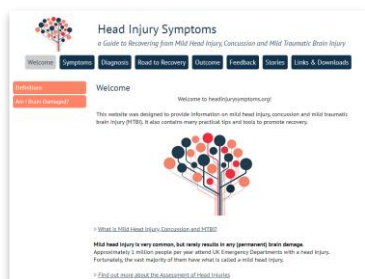 Head Injury Symptoms
a Guide to Recovering from Mild Head Injury, Concussion and Mild Traumatic Brain Injury
Welcome Symptoms Diagnosis Road to Recovery Outcome Feedback Stories Links & Downloads
Definitions
Am I Brain Damaged?
Welcome
Welcome to headinjurysymptoms.org!
This website was designed to provide information on mild head injury, concussion and mild traumatic
brain injury (MTBI). It also contains many practical tips and tools to promote recovery.
> What is Mild Head Injury, Concussion and MTBI?
Mild head injury is very common, but rarely results in any (permanent) brain damage.
Approximately 1 million people per year attend UK Emergency Departments with a head injury.
Fortunately, the vast majority of them have what is called a mild head injury.
> Find out more about the Assessment of Head Injuries